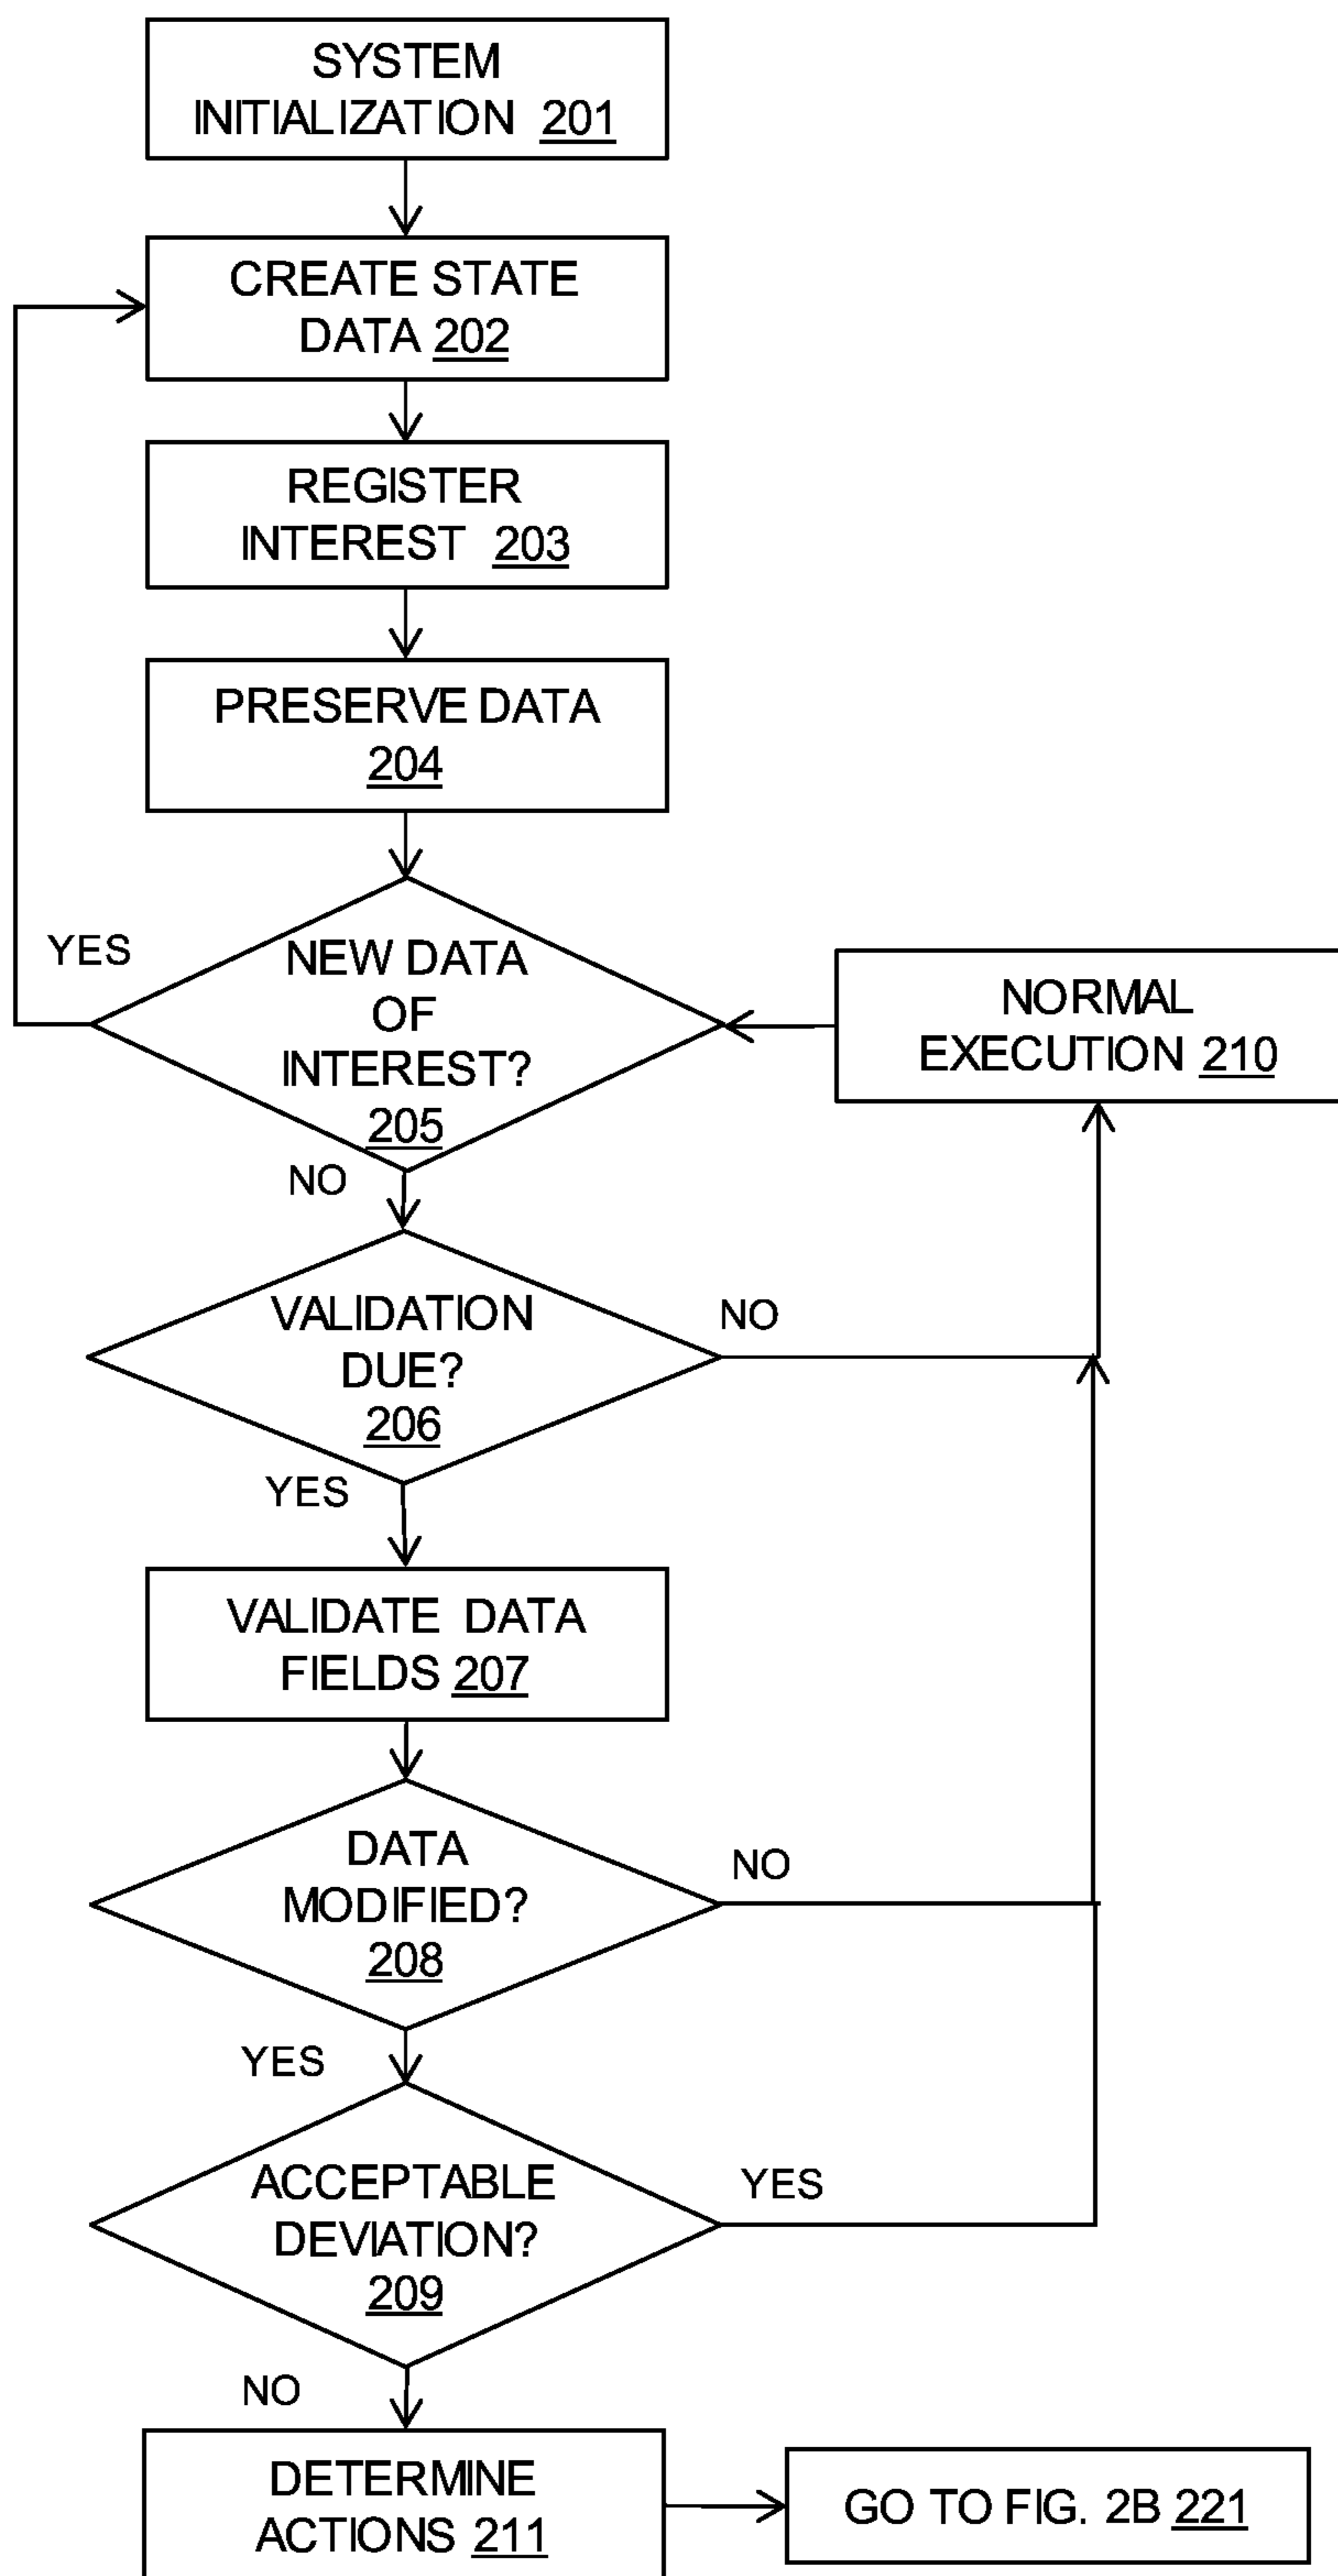 SYSTEM
INITIALIZATION 201
CREATE STATE
DATA 202
REGISTER
INTEREST 203
PRESERVE DATA
204
YES
NEW DATA
OF
INTEREST?
205
NORMAL
EXECUTION 210
NO
VALIDATION
DUE?
206
NO
YES
VALIDATE DATA
FIELDS 207
DATA
MODIFIED?
208
NO
YES
ACCEPTABLE
DEVIATION?
209
YES
NO
DETERMINE
ACTIONS 211
GO TO FIG. 2B 221